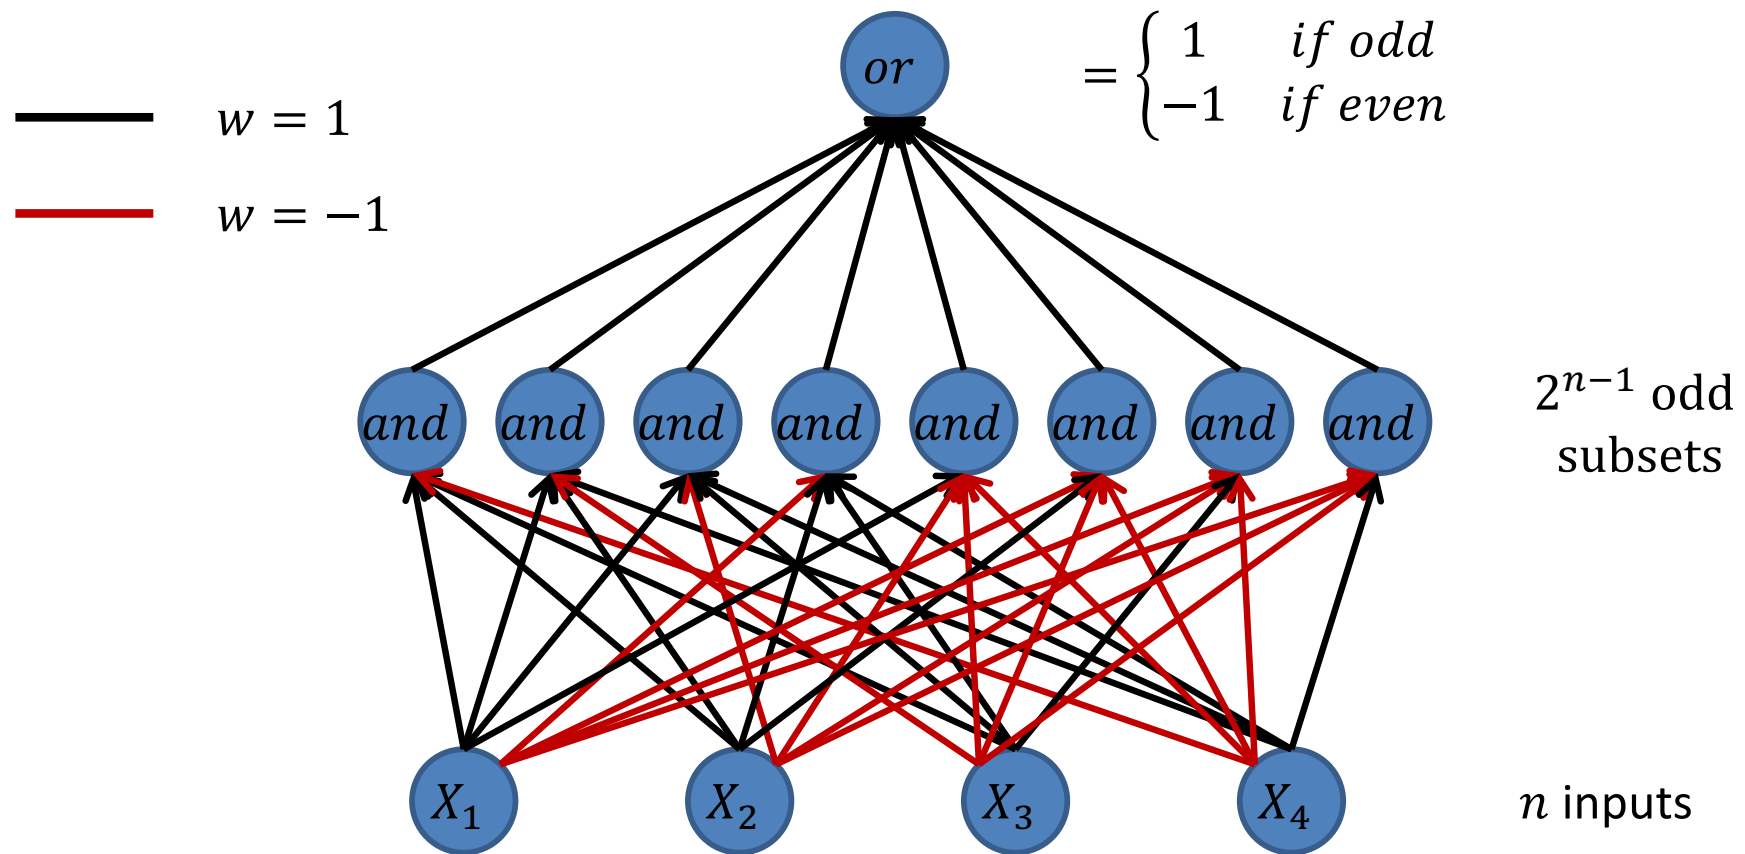 or
= { 1 if odd
−1 if even
w = 1
w = −1
and and and and and and and and
2ⁿ⁻¹ odd
subsets
X₁ X₂ X₃ X₄
n inputs